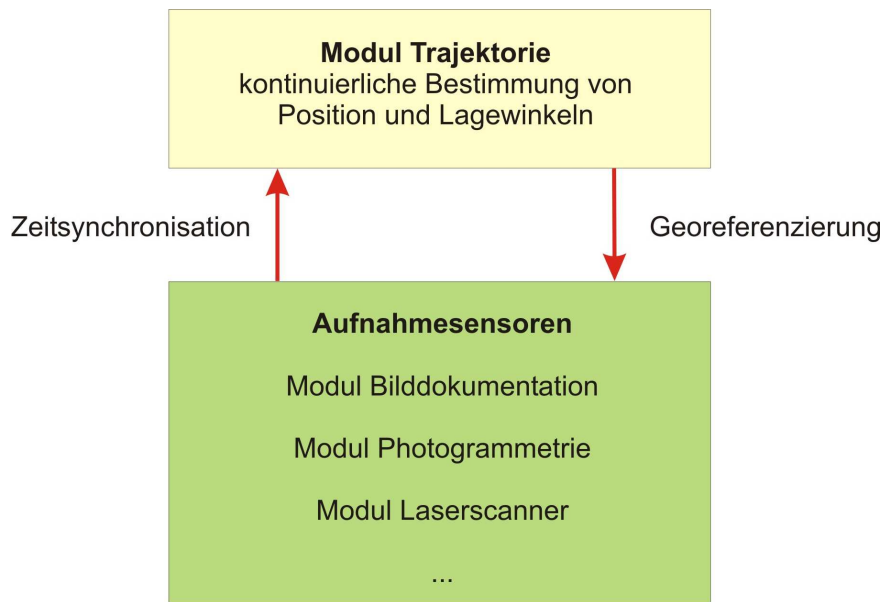 Modul Trajektorie
kontinuierliche Bestimmung von
Position und Lagewinkeln
Zeitsynchronisation
Georeferenzierung
Aufnahmesensoren
Modul Bilddokumentation
Modul Photogrammetrie
Modul Laserscanner
...